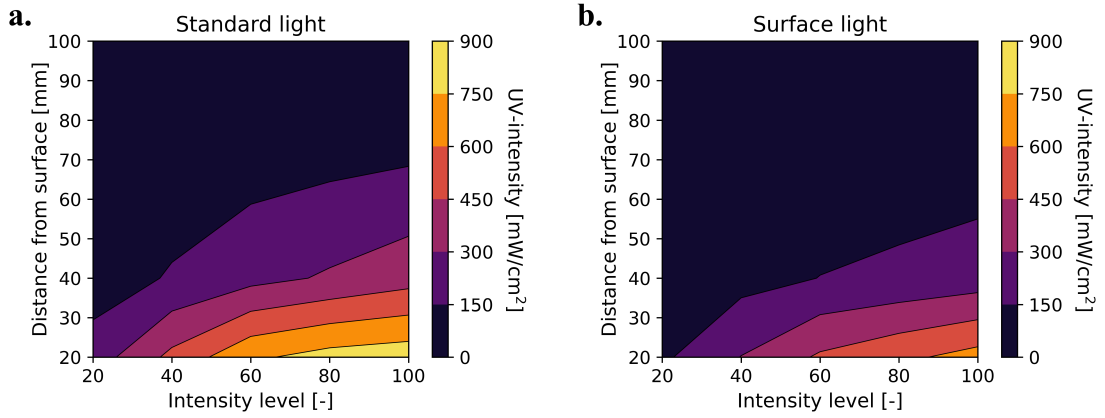 a.
Standard light
100
90
80
70
60
50
40
30
20
20 40 60 80 100
Distance from surface [mm]
Intensity level [-]
900
750
600
450
300
150
0
UV-intensity [mW/cm²]
b.
Surface light
100
90
80
70
60
50
40
30
20
20 40 60 80 100
Distance from surface [mm]
Intensity level [-]
900
750
600
450
300
150
0
UV-intensity [mW/cm²]